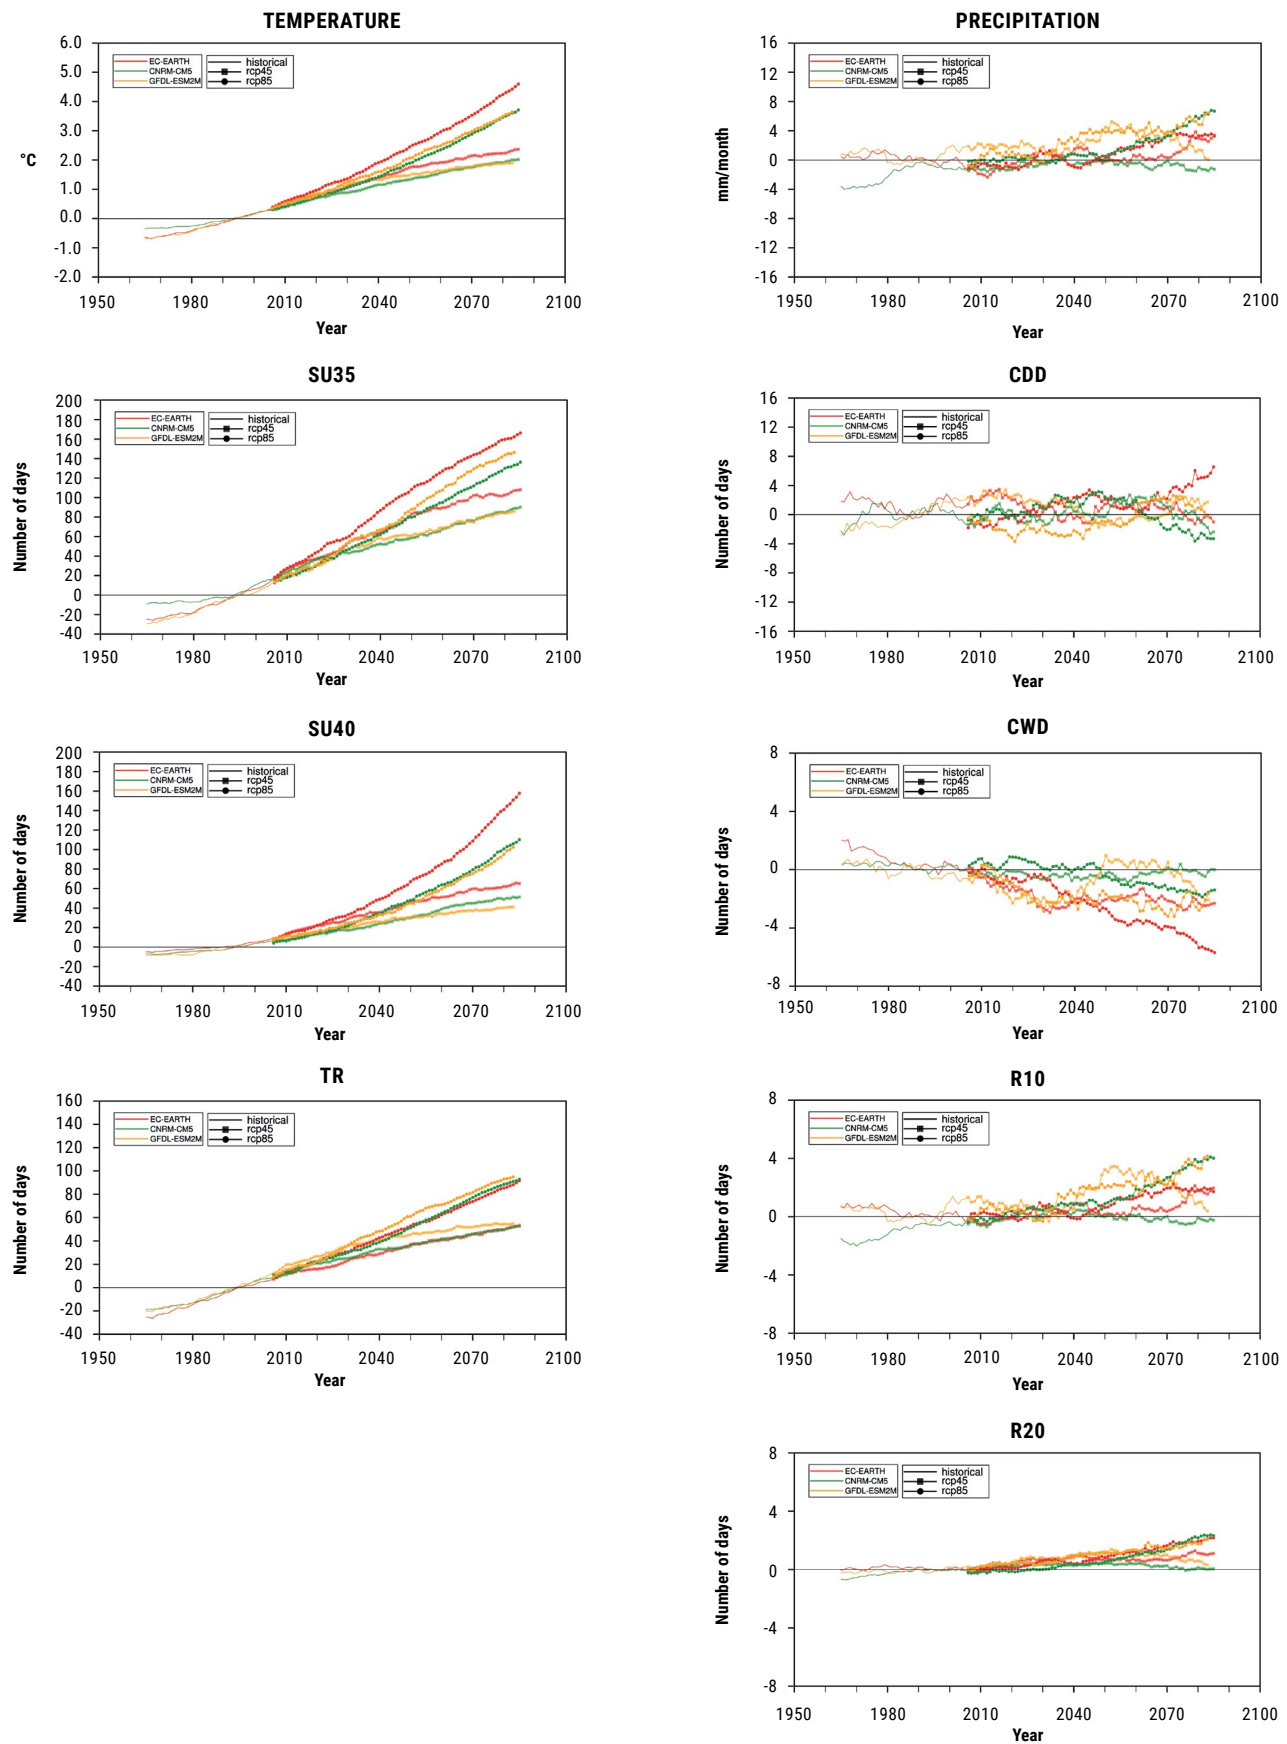 TEMPERATURE
°C
6.0
5.0
4.0
3.0
2.0
1.0
0.0
-1.0
-2.0
EC-EARTH
CNRM-CM5
GFDL-ESM2M
historical
rcp45
rcp85
1950 1980 2010 2040 2070 2100
Year
PRECIPITATION
mm/month
16
12
8
4
0
-4
-8
-12
-16
EC-EARTH
CNRM-CM5
GFDL-ESM2M
historical
rcp45
rcp85
1950 1980 2010 2040 2070 2100
Year
SU35
Number of days
200
180
160
140
120
100
80
60
40
20
0
-20
-40
EC-EARTH
CNRM-CM5
GFDL-ESM2M
historical
rcp45
rcp85
1950 1980 2010 2040 2070 2100
Year
CDD
Number of days
16
12
8
4
0
-4
-8
-12
-16
EC-EARTH
CNRM-CM5
GFDL-ESM2M
historical
rcp45
rcp85
1950 1980 2010 2040 2070 2100
Year
SU40
Number of days
200
180
160
140
120
100
80
60
40
20
0
-20
-40
EC-EARTH
CNRM-CM5
GFDL-ESM2M
historical
rcp45
rcp85
1950 1980 2010 2040 2070 2100
Year
CWD
Number of days
8
4
0
-4
-8
EC-EARTH
CNRM-CM5
GFDL-ESM2M
historical
rcp45
rcp85
1950 1980 2010 2040 2070 2100
Year
TR
Number of days
160
140
120
100
80
60
40
20
0
-20
-40
EC-EARTH
CNRM-CM5
GFDL-ESM2M
historical
rcp45
rcp85
1950 1980 2010 2040 2070 2100
Year
R10
Number of days
8
4
0
-4
-8
EC-EARTH
CNRM-CM5
GFDL-ESM2M
historical
rcp45
rcp85
1950 1980 2010 2040 2070 2100
Year
R20
Number of days
8
4
0
-4
-8
EC-EARTH
CNRM-CM5
GFDL-ESM2M
historical
rcp45
rcp85
1950 1980 2010 2040 2070 2100
Year